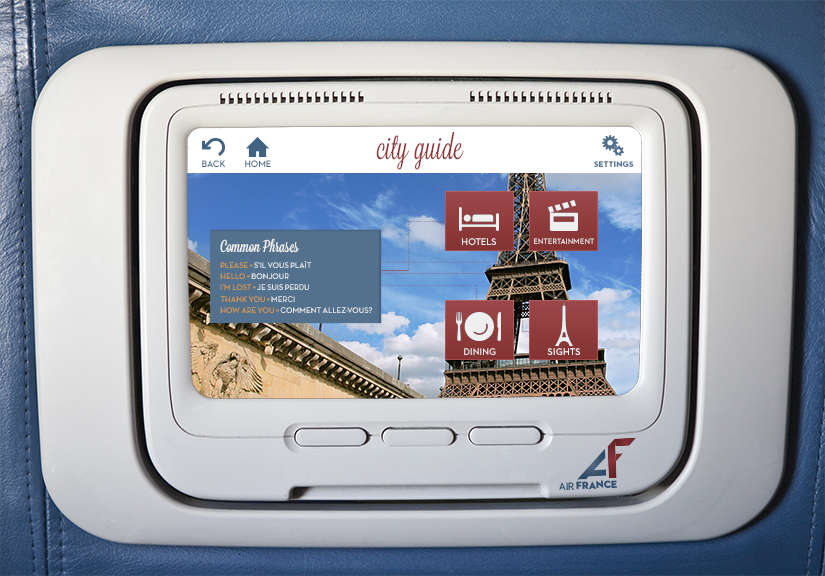 BACK
HOME
city guide
SETTINGS
Common Phrases
PLEASE = S'IL VOUS PLAÎT
HELLO = BONJOUR
I'M LOST = JE SUIS PERDU
THANK YOU = MERCI
HOW ARE YOU = COMMENT ALLEZ-VOUS?
HOTELS
ENTERTAINMENT
DINING
SIGHTS
AF
AIR FRANCE